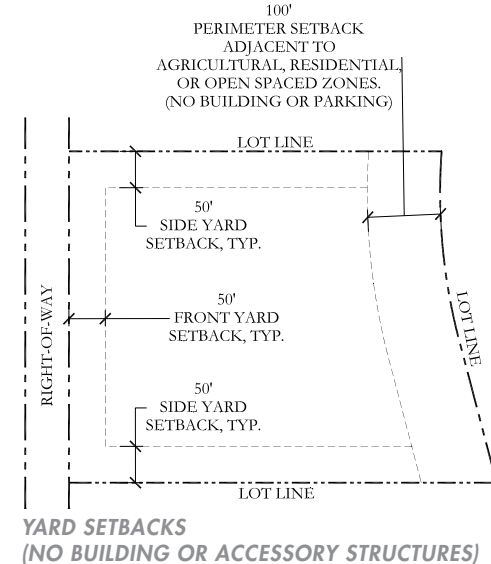 100'
PERIMETER SETBACK
ADJACENT TO
AGRICULTURAL, RESIDENTIAL,
OR OPEN SPACED ZONES.
(NO BUILDING OR PARKING)
LOT LINE
50'
SIDE YARD
SETBACK, TYP.
50'
FRONT YARD
SETBACK, TYP.
RIGHT-OF-WAY
LOT LINE
50'
SIDE YARD
SETBACK, TYP.
LOT LINE
YARD SETBACKS
(NO BUILDING OR ACCESSORY STRUCTURES)